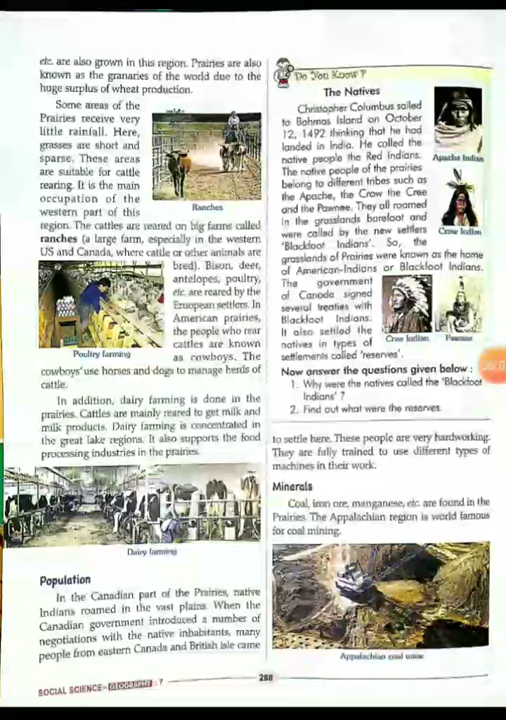 etc. are also grown in this region. Prairies are also
known as the granaries of the world due to the
huge surplus of wheat production.
Some areas of the
Prairies receive very
little rainfall. Here,
grasses are short and
sparse. These areas
are suitable for cattle
rearing. It is the main
occupation of the
western part of this
Ranches
region. The cattles are reared on big farms called
ranches (a large farm, especially in the western
US and Canada, where cattle or other animals are
bred). Bison, deer,
antelopes, poultry,
etc. are reared by the
European settlers. In
American prairies,
the people who rear
cattles are known
as cowboys. The
Poultry farming
cowboys' use horses and dogs to manage herds of
cattle.
In addition, dairy farming is done in the
prairies. Cattles are mainly reared to get milk and
milk products. Dairy farming is concentrated in
the great lake regions. It also supports the food
processing industries in the prairies.
Dairy farming
Population
In the Canadian part of the Prairies, native
Indians roamed in the vast plains. When the
Canadian government introduced a number of
negotiations with the native inhabitants, many
people from eastern Canada and British isle came
Do You Know ?
The Natives
Christopher Columbus sailed
to Bahmas Island on October
12, 1492 thinking that he had
landed in India. He called the
native people the Red Indians.
The native people of the prairies
belong to different tribes such as
the Apache, the Crow the Cree
and the Pawnee. They all roamed
in the grasslands barefoot and
were called by the new settlers
'Blackfoot Indians'. So, the
Apache Indian
Crow Indian
grasslands of Prairies were known as the home
of American-Indians or Blackfoot Indians.
The government
of Canada signed
several treaties with
Blackfoot Indians.
It also settled the
natives in types of
settlements called 'reserves'.
Cree Indian,
Pawnee
Now answer the questions given below :
1. Why were the natives called the 'Blackfoot
Indians' ?
2. Find out what were the reserves.
to settle here. These people are very hardworking.
They are fully trained to use different types of
machines in their work.
Minerals
Coal, iron ore, manganese, etc. are found in the
Prairies. The Appalachian region is world famous
for coal mining.
Appalachian coal mine
SOCIAL SCIENCE – GEOGRAPHY : 7
288